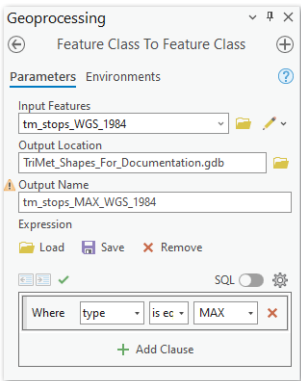 Geoprocessing
Feature Class To Feature Class
Parameters Environments
Input Features
tm_stops_WGS_1984
Output Location
TriMet_Shapes_For_Documentation.gdb
Output Name
tm_stops_MAX_WGS_1984
Expression
Load Save Remove
SQL
Where type is ec MAX
Add Clause